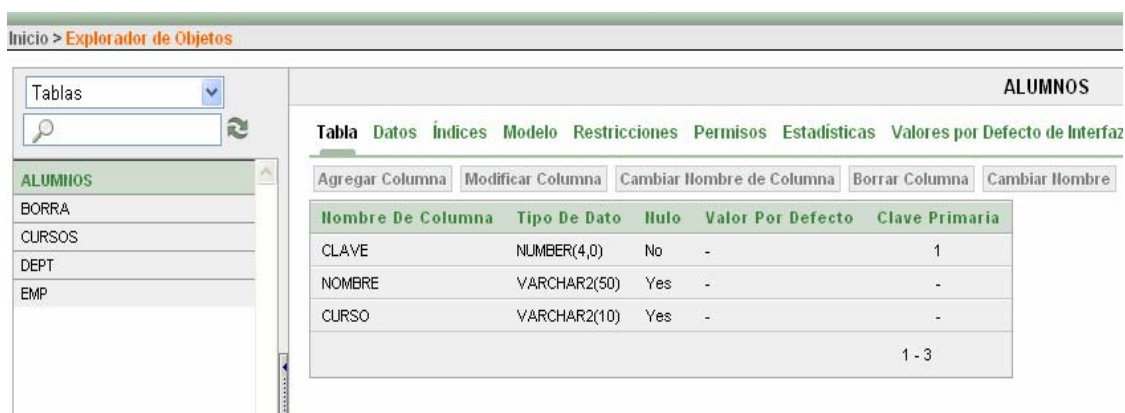 Inicio > Explorador de Objetos
Tablas
ALUMNOS
BORRA
CURSOS
DEPT
EMP
ALUMNOS
Tabla Datos Índices Modelo Restricciones Permisos Estadísticas Valores por Defecto de Interfaz
Agregar Columna Modificar Columna Cambiar Nombre de Columna Borrar Columna Cambiar Nombre
Nombre De Columna Tipo De Dato Nulo Valor Por Defecto Clave Primaria
CLAVE NUMBER(4,0) No - 1
NOMBRE VARCHAR2(50) Yes - -
CURSO VARCHAR2(10) Yes - -
1 - 3